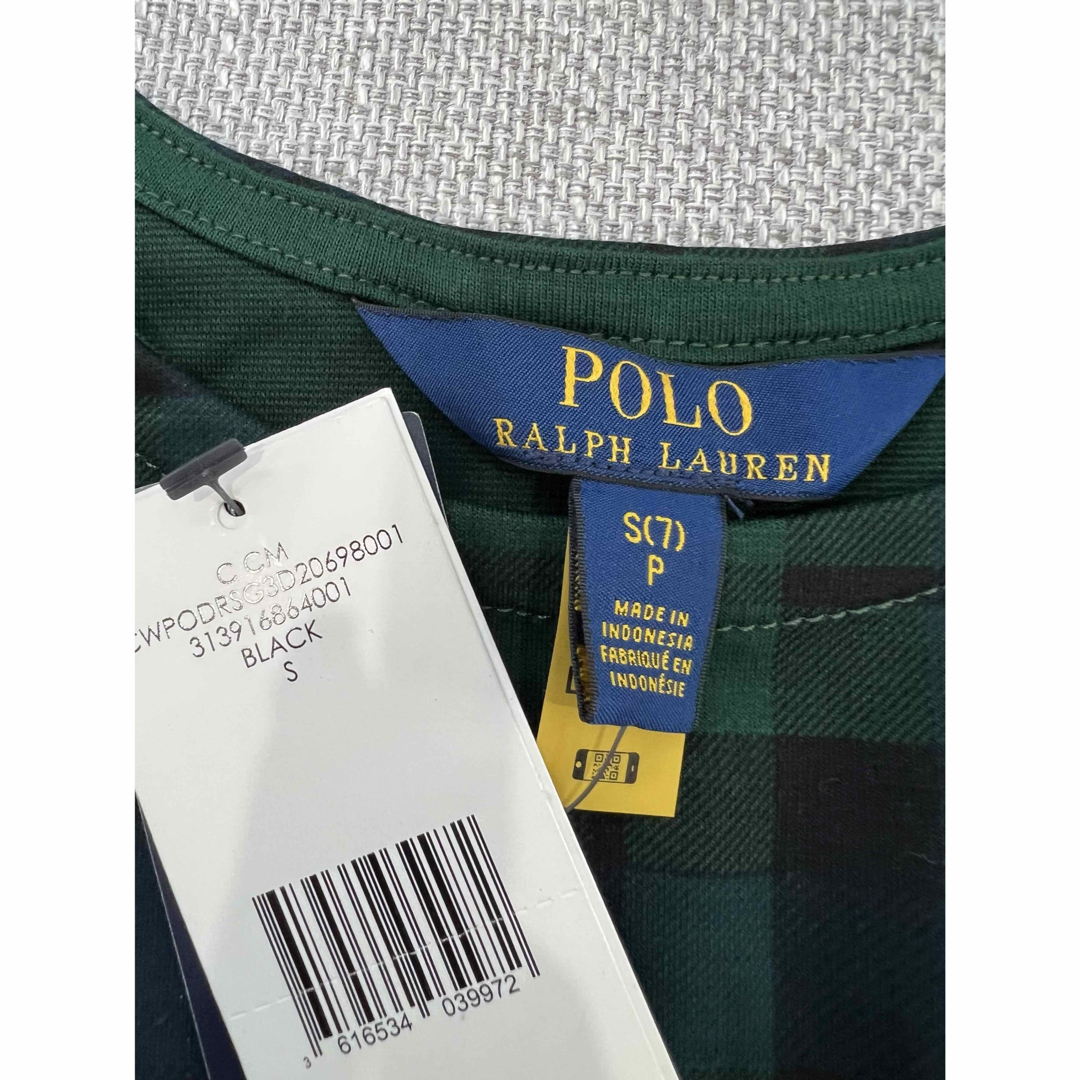 POLO
RALPH LAUREN
S(7)
P
MADE IN
INDONESIA
FABRIQUÉ EN
INDONÉSIE
C CM
CWPODRSG3D20698001
313916864001
BLACK
S
3 616534 039972